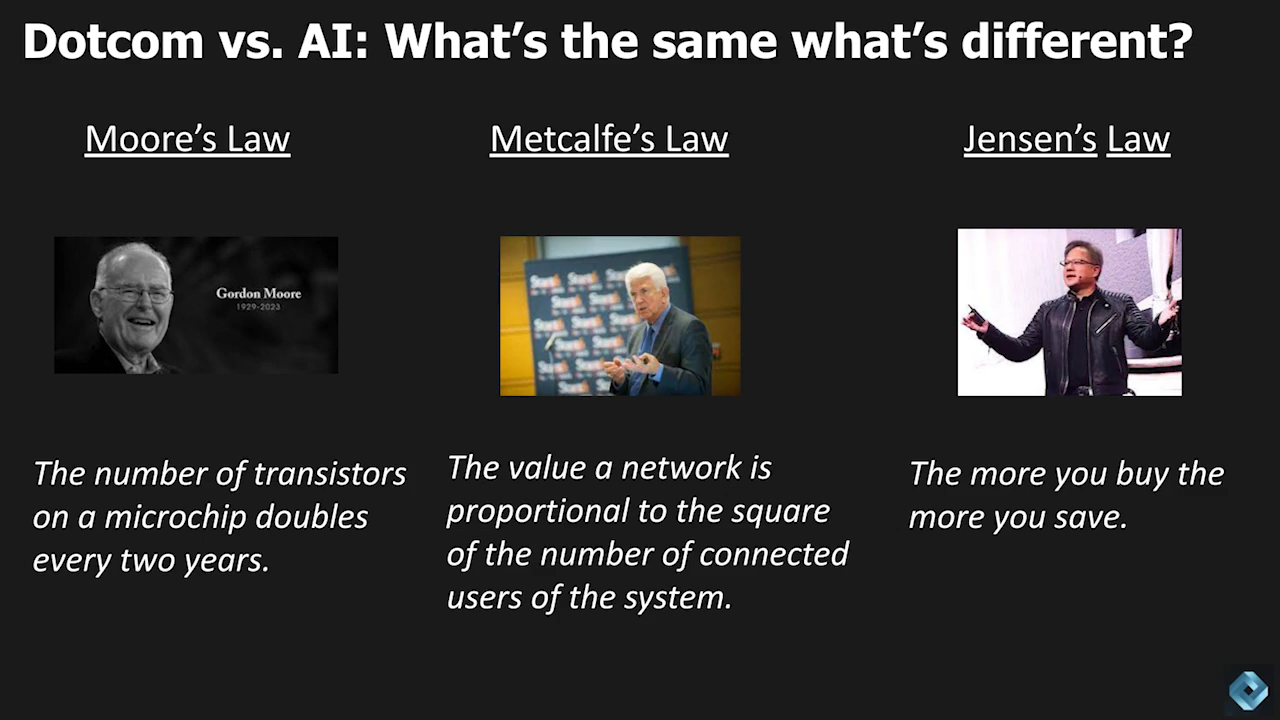 Dotcom vs. AI: What’s the same what’s different?
Moore’s Law
Metcalfe’s Law
Jensen’s Law
Gordon Moore
1929-2023
The number of transistors
on a microchip doubles
every two years.
The value a network is
proportional to the square
of the number of connected
users of the system.
The more you buy the
more you save.